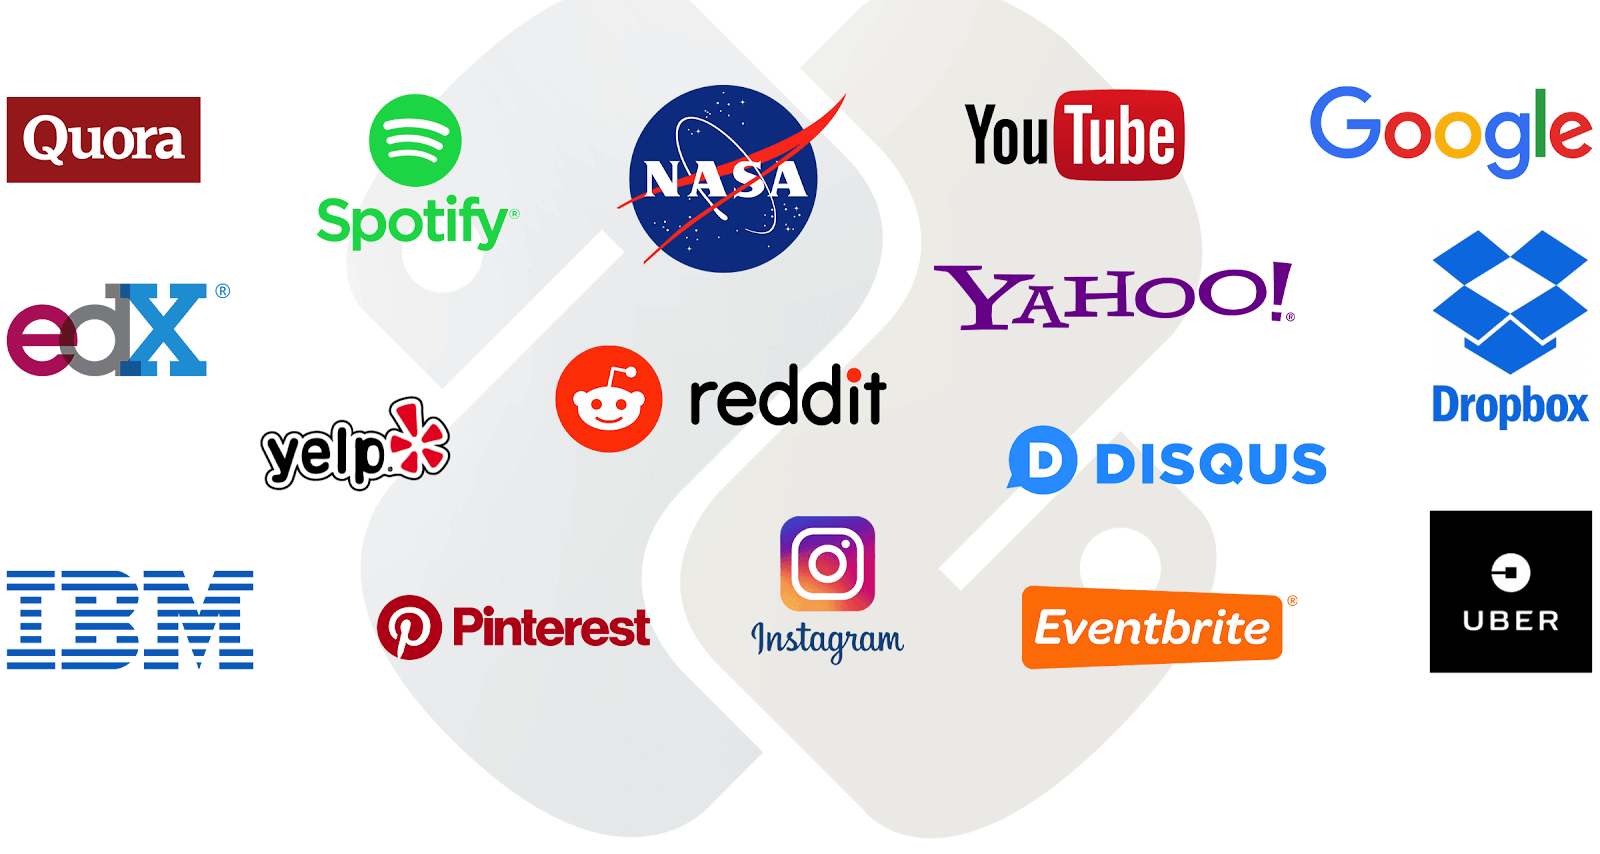 Quora
Spotify®
NASA
YouTube
Google
edX®
YAHOO!®
Dropbox
yelp
reddit
D DISQUS
IBM
Pinterest
Instagram
Eventbrite®
UBER